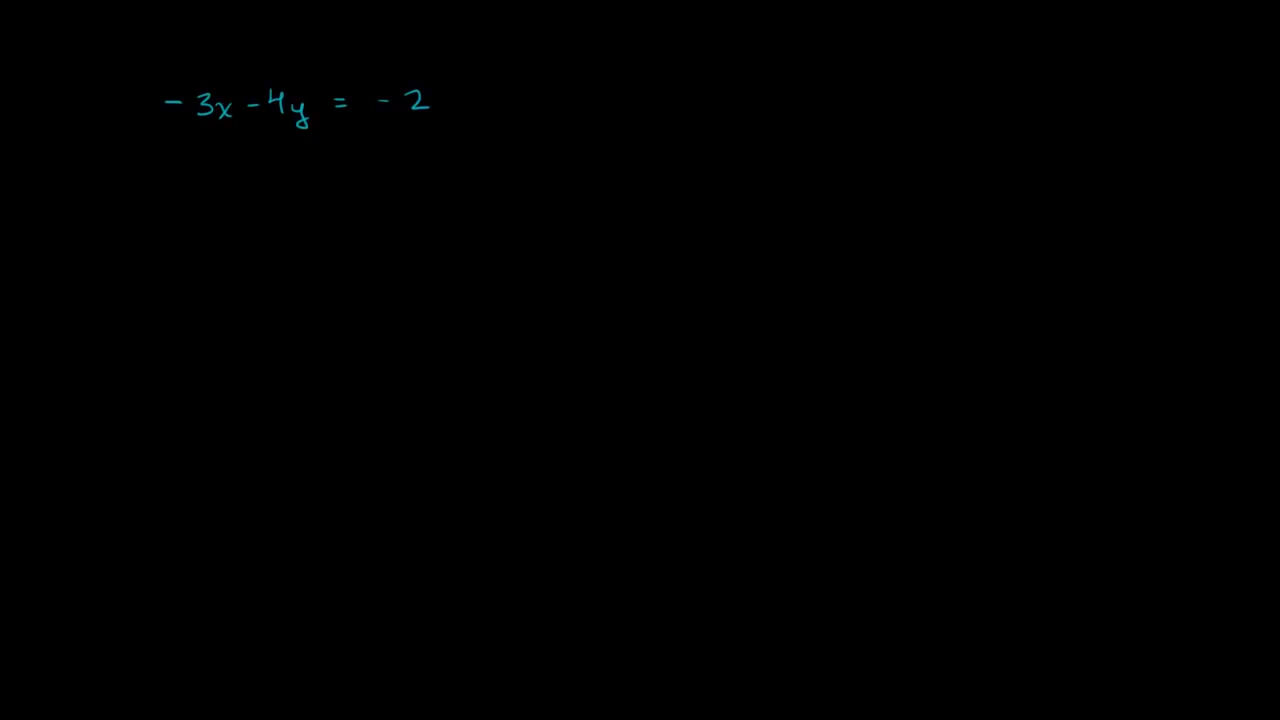 - 3x - 4y = - 2